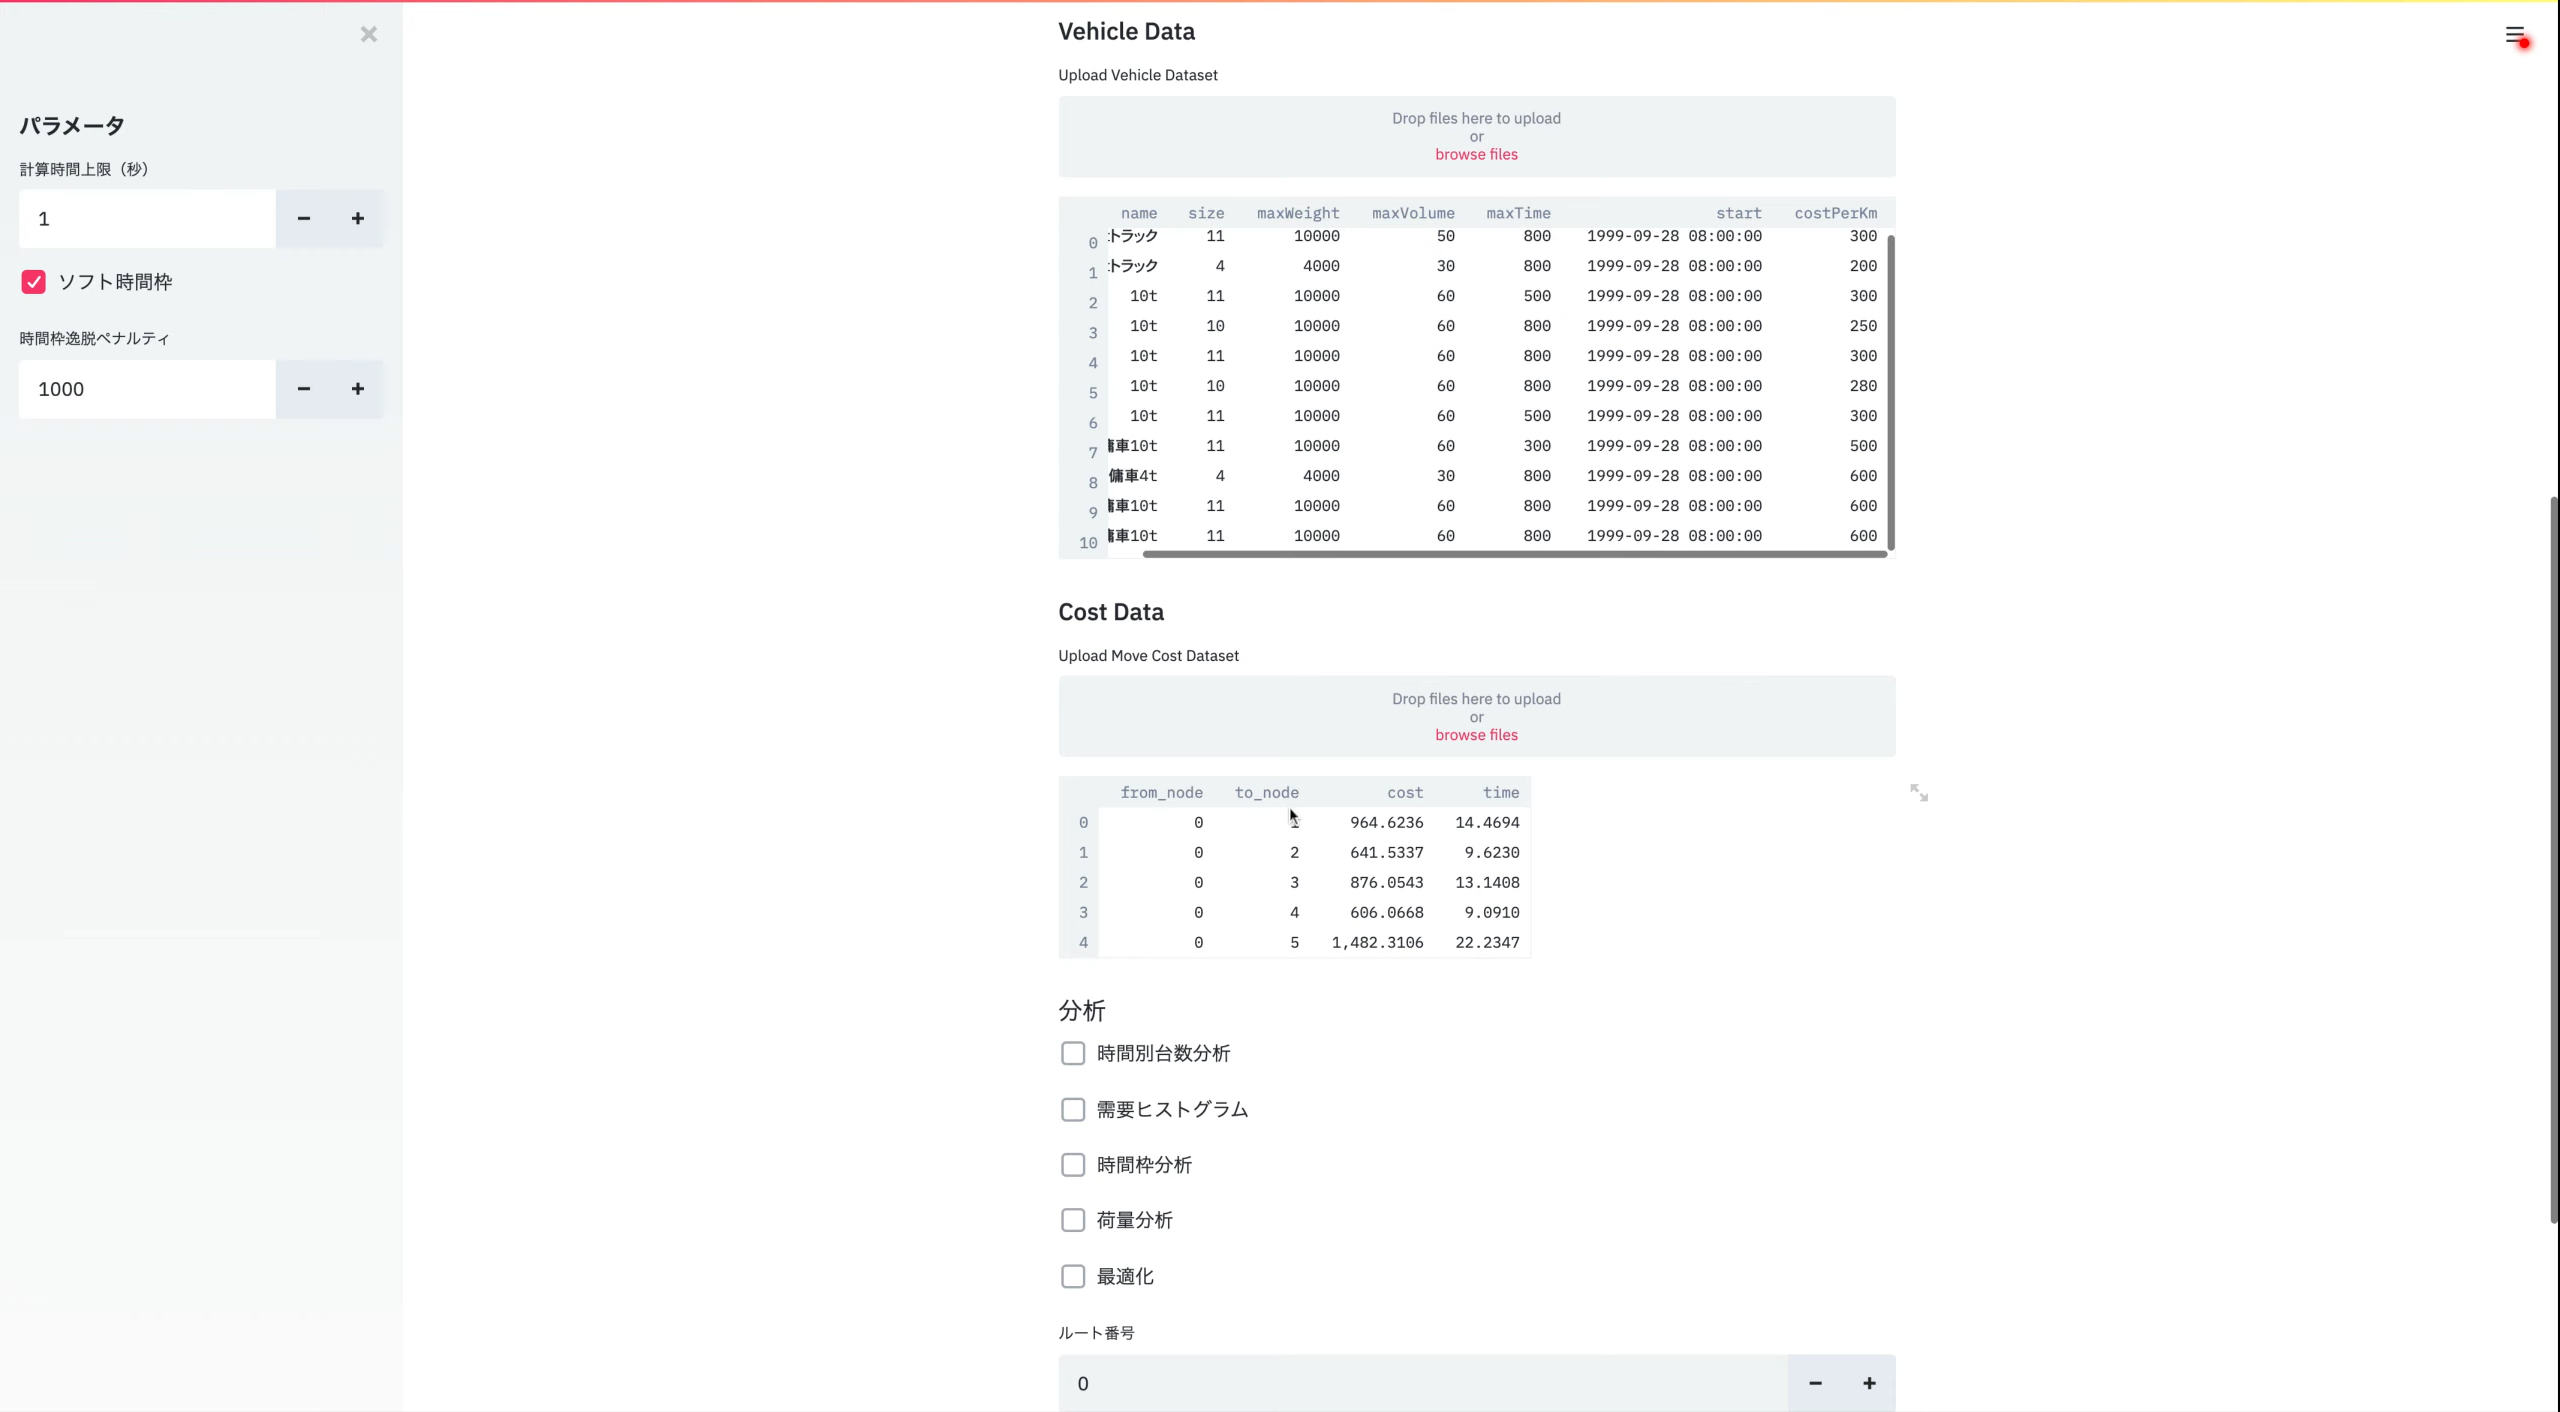 パラメータ
計算時間上限（秒）
1
ソフト時間枠
時間枠逸脱ペナルティ
1000
Vehicle Data
Upload Vehicle Dataset
Drop files here to upload
or
browse files
name size maxWeight maxVolume maxTime start costPerKm
0 トラック 11 10000 50 800 1999-09-28 08:00:00 300
1 トラック 4 4000 30 800 1999-09-28 08:00:00 200
2 10t 11 10000 60 500 1999-09-28 08:00:00 300
3 10t 10 10000 60 800 1999-09-28 08:00:00 250
4 10t 11 10000 60 800 1999-09-28 08:00:00 300
5 10t 10 10000 60 800 1999-09-28 08:00:00 280
6 10t 11 10000 60 500 1999-09-28 08:00:00 300
7 車10t 11 10000 60 300 1999-09-28 08:00:00 500
8 傭車4t 4 4000 30 800 1999-09-28 08:00:00 600
9 車10t 11 10000 60 800 1999-09-28 08:00:00 600
10 車10t 11 10000 60 800 1999-09-28 08:00:00 600
Cost Data
Upload Move Cost Dataset
Drop files here to upload
or
browse files
from_node to_node cost time
0 0 1 964.6236 14.4694
1 0 2 641.5337 9.6230
2 0 3 876.0543 13.1408
3 0 4 606.0668 9.0910
4 0 5 1,482.3106 22.2347
分析
時間別台数分析
需要ヒストグラム
時間枠分析
荷量分析
最適化
ルート番号
0